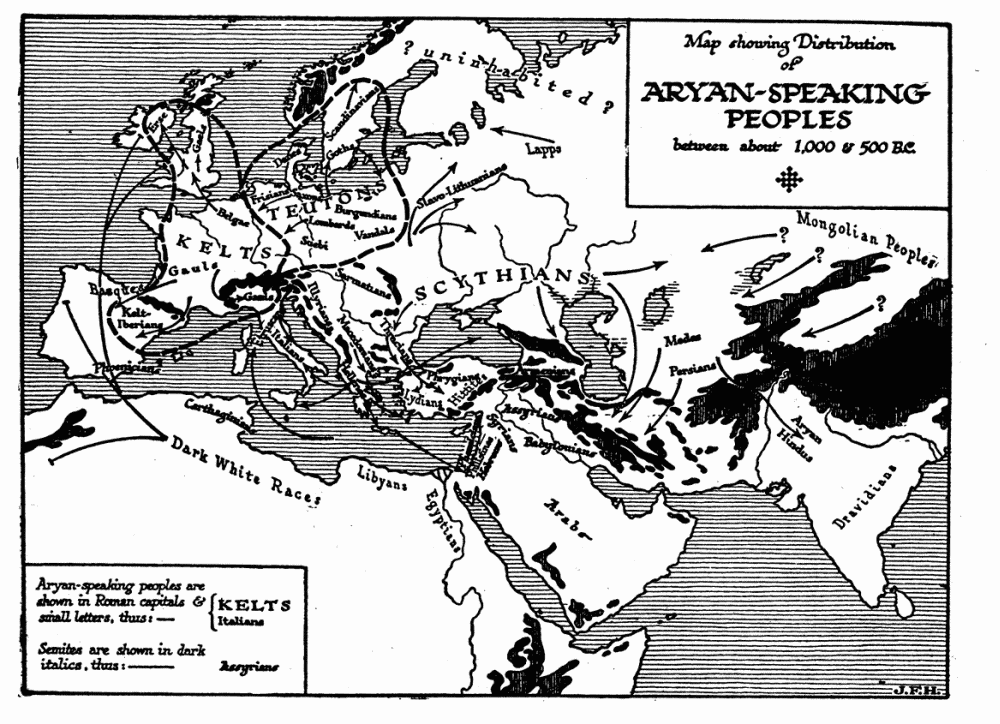 Map showing Distribution
of
ARYAN-SPEAKING
PEOPLES
between about 1,000 & 500 B.C.
? uninhabited ?
Lapps
Scandinavians
Goths
Danes
Frisians
Saxons
TEUTONS
Burgundians
Lombards
Vandals
Suebi
Slavo-Lithuanians
Erse
Gaels
Belgae
KELTS
Gauls
Gauls
Basques
Kelt-
Iberians
Phoenicians
Sarmatians
SCYTHIANS
Mongolian Peoples
?
?
?
Illyrians
Macedonians
Thracians
Italians
Phrygians
Lydians
Hittites
Armenians
Medes
Persians
Assyrians
Syrians
Babylonians
Aryan
Hindus
Dravidians
Carthaginians
Dark White Races
Libyans
Egyptians
Arabs
Aryan-speaking peoples are
shown in Roman capitals &
small letters, thus: —
KELTS
Italians
Semites are shown in dark
italics, thus: —
Assyrians
J.F.H.